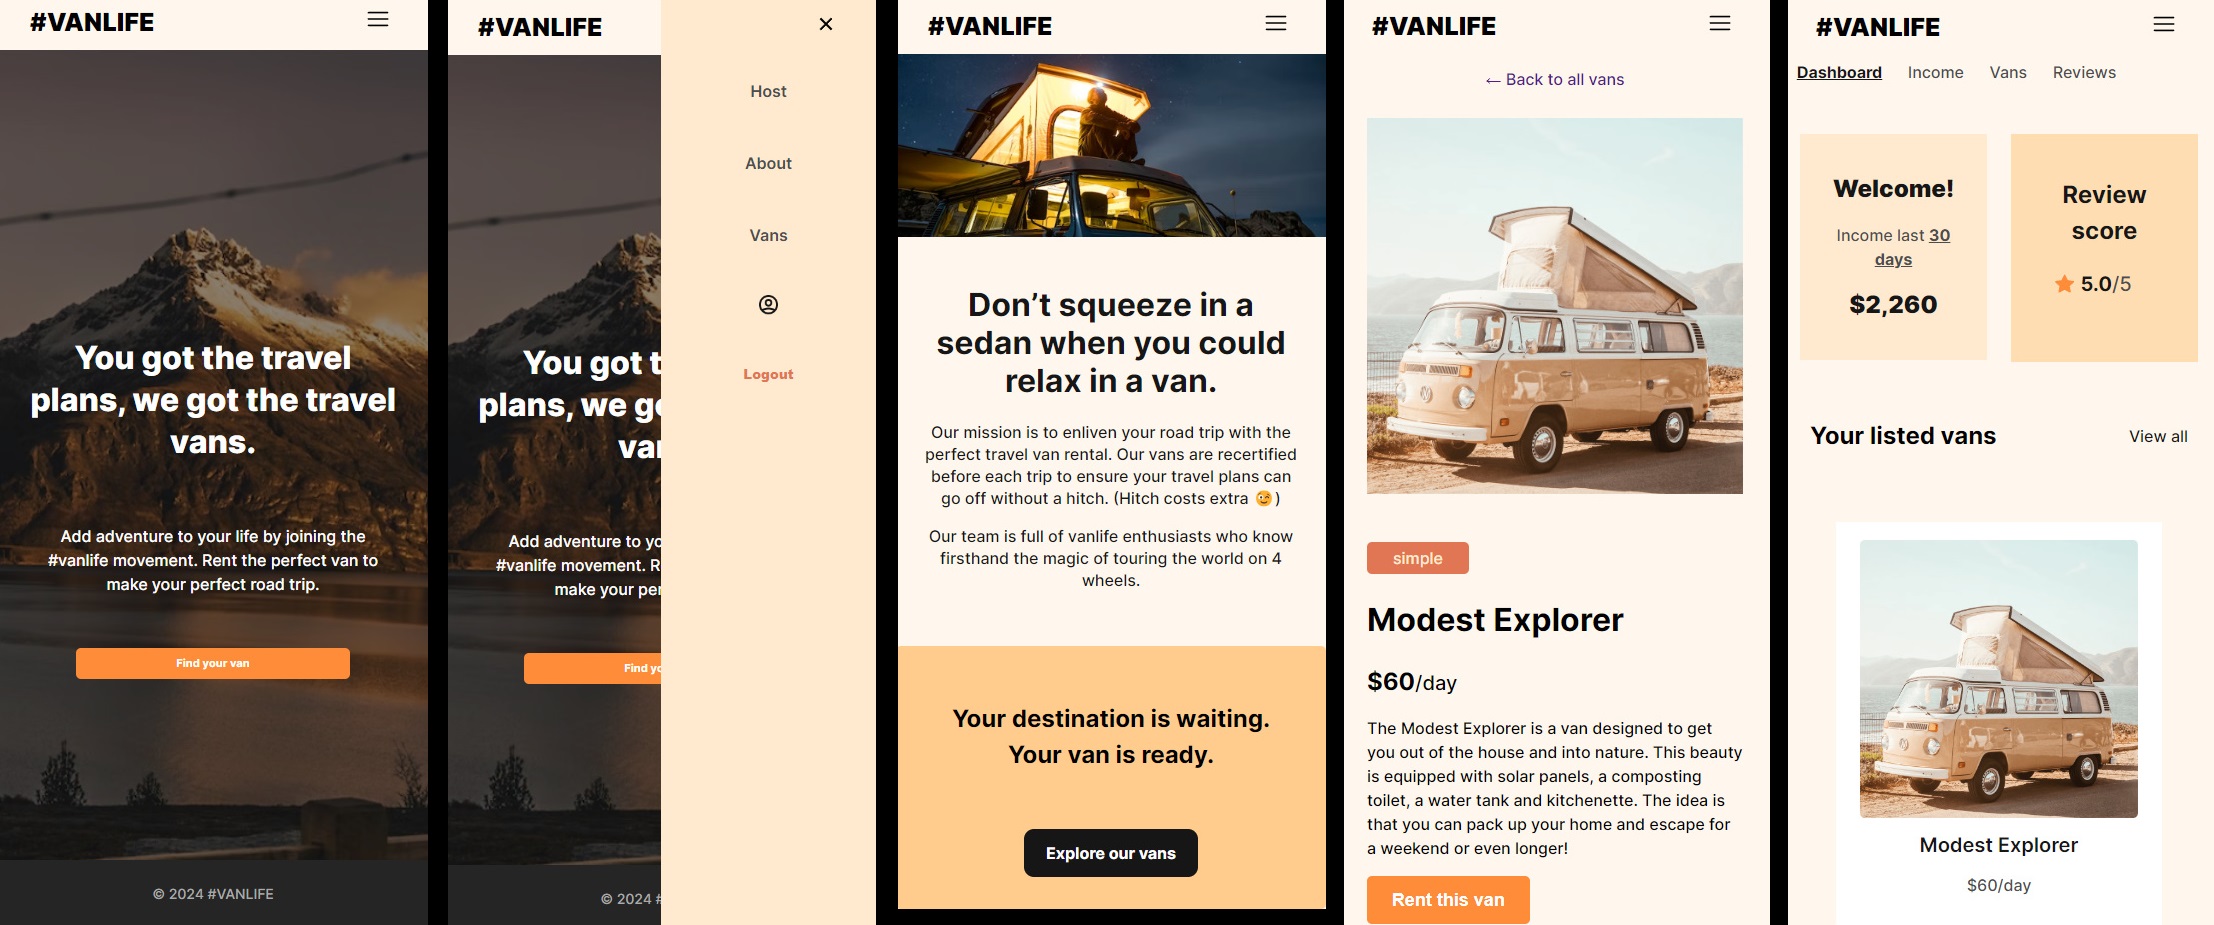 #VANLIFE
You got the travel
plans, we got the travel
vans.
Add adventure to your life by joining the
#vanlife movement. Rent the perfect van to
make your perfect road trip.
Find your van
© 2024 #VANLIFE
#VANLIFE
You got t
plans, we go
va
Add adventure to yo
#vanlife movement. R
make your per
Find yo
© 2024 #
Host
About
Vans
Logout
#VANLIFE
Don’t squeeze in a
sedan when you could
relax in a van.
Our mission is to enliven your road trip with the
perfect travel van rental. Our vans are recertified
before each trip to ensure your travel plans can
go off without a hitch. (Hitch costs extra 😉)
Our team is full of vanlife enthusiasts who know
firsthand the magic of touring the world on 4
wheels.
Your destination is waiting.
Your van is ready.
Explore our vans
#VANLIFE
← Back to all vans
simple
Modest Explorer
$60/day
The Modest Explorer is a van designed to get
you out of the house and into nature. This beauty
is equipped with solar panels, a composting
toilet, a water tank and kitchenette. The idea is
that you can pack up your home and escape for
a weekend or even longer!
Rent this van
#VANLIFE
Dashboard Income Vans Reviews
Welcome!
Income last 30
days
$2,260
Review
score
5.0/5
Your listed vans
View all
Modest Explorer
$60/day